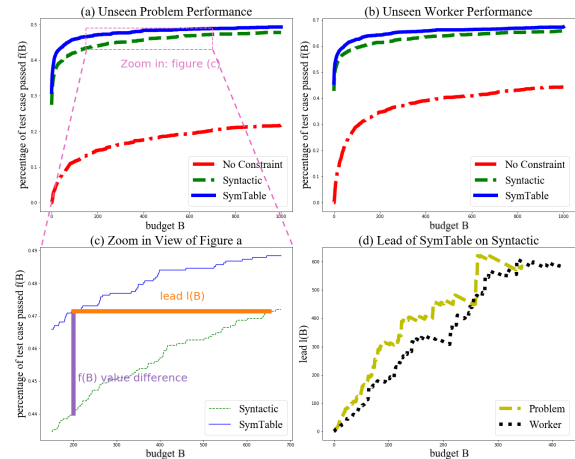 (a) Unseen Problem Performance
percentage of test case passed f(B)
0.5
0.4
0.3
0.2
0.1
0.0
Zoom in: figure (c)
No Constraint
Syntactic
SymTable
0
200
400
600
800
1000
budget B
(b) Unseen Worker Performance
percentage of test case passed f(B)
0.7
0.6
0.5
0.4
0.3
0.2
0.1
0.0
No Constraint
Syntactic
SymTable
0
200
400
600
800
1000
budget B
(c) Zoom in View of Figure a
percentage of test case passed f(B)
0.49
0.48
0.47
0.46
0.45
0.44
lead l(B)
f(B) value difference
Syntactic
SymTable
200
300
400
500
600
700
budget B
(d) Lead of SymTable on Syntactic
lead l(B)
600
500
400
300
200
100
0
Problem
Worker
0
100
200
300
400
budget B